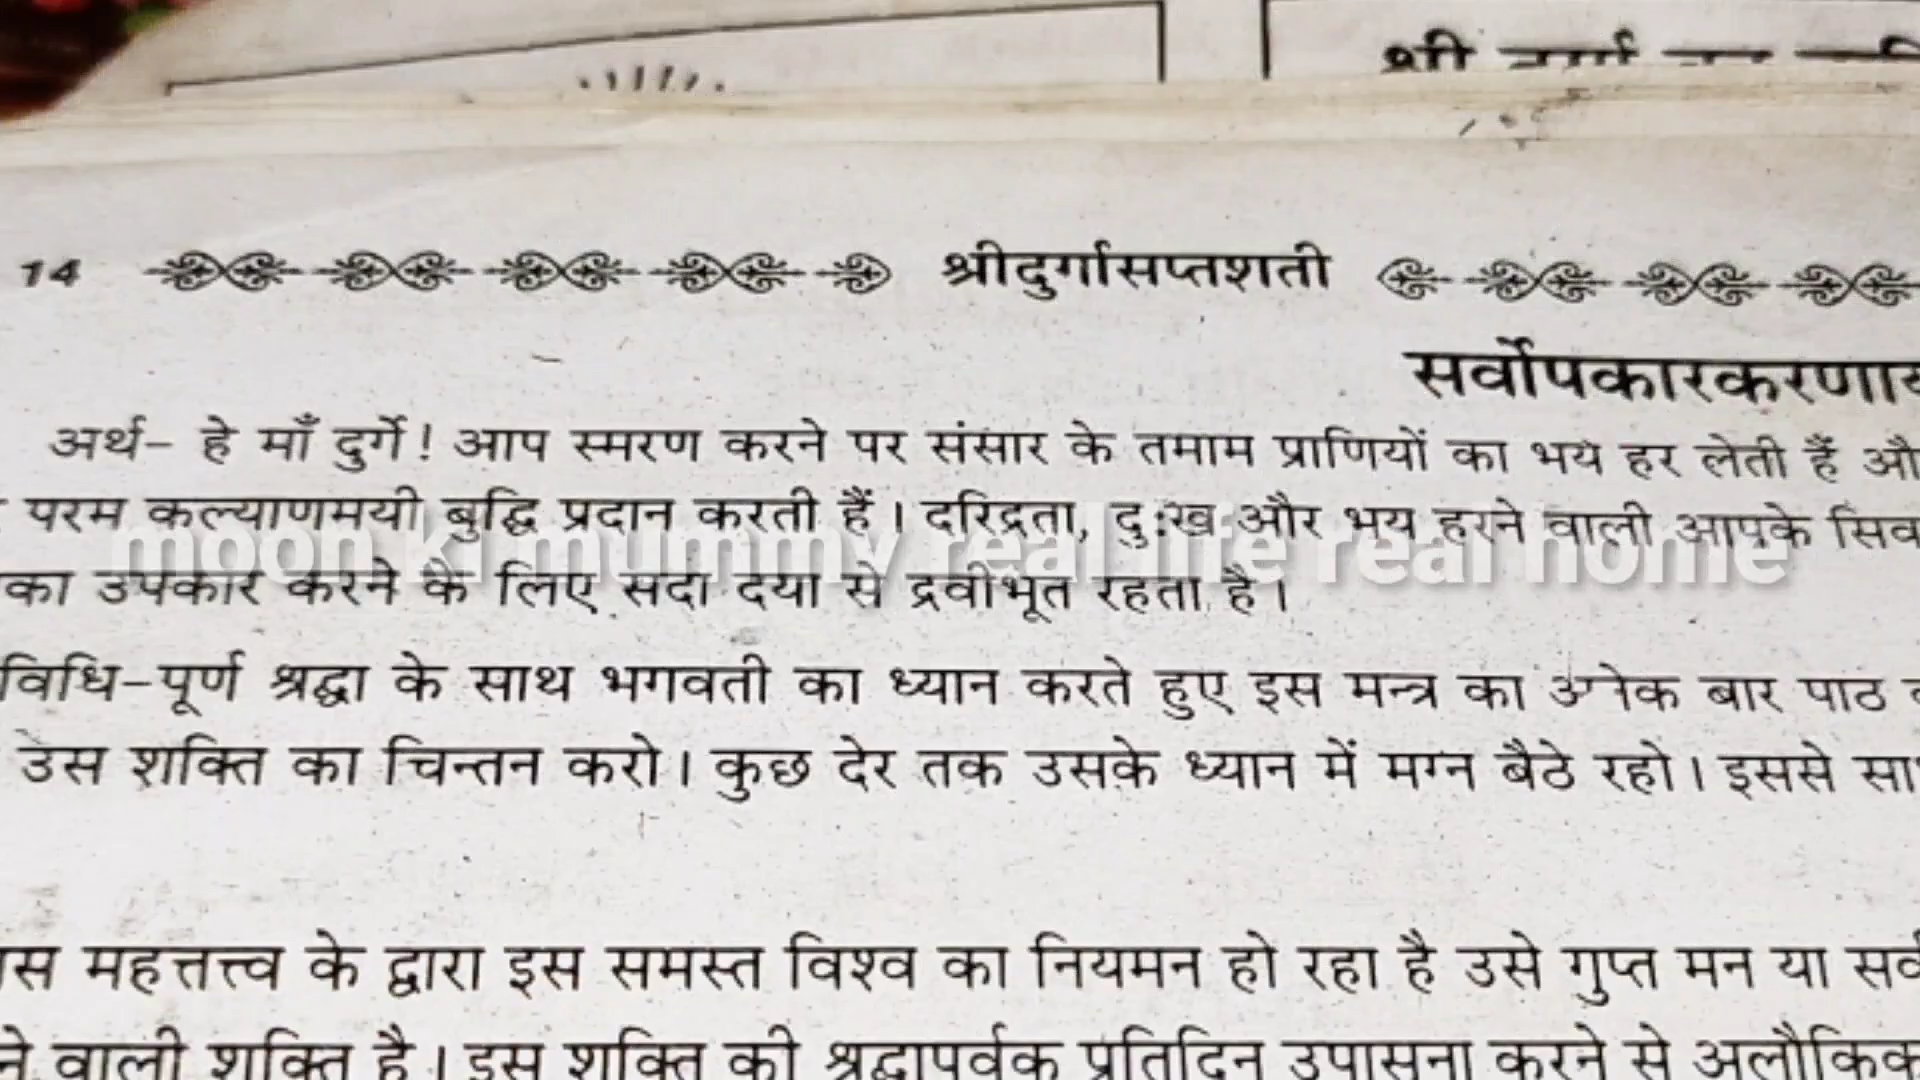 श्री
14 श्रीदुर्गासप्तशती
सर्वोपकारकरणाय
अर्थ- हे माँ दुर्गे! आप स्मरण करने पर संसार के तमाम प्राणियों का भय हर लेती हैं
परम कल्याणमयी बुद्धि प्रदान करती हैं। दरिद्रता, दुःख और भय हरने वाली आपके
moon ki mummy real life real home
का उपकार करने के लिए सदा दया से द्रवीभूत रहता है।
विधि-पूर्ण श्रद्धा के साथ भगवती का ध्यान करते हुए इस मन्त्र का अनेक बार पाठ
उस शक्ति का चिन्तन करो। कुछ देर तक उसके ध्यान में मग्न बैठे रहो। इससे
महत्तत्त्व के द्वारा इस समस्त विश्व का नियमन हो रहा है उसे गुप्त मन या
वाली शक्ति है। इस शक्ति की श्रद्धापूर्वक प्रतिदिन उपासना करने से अलौकिक